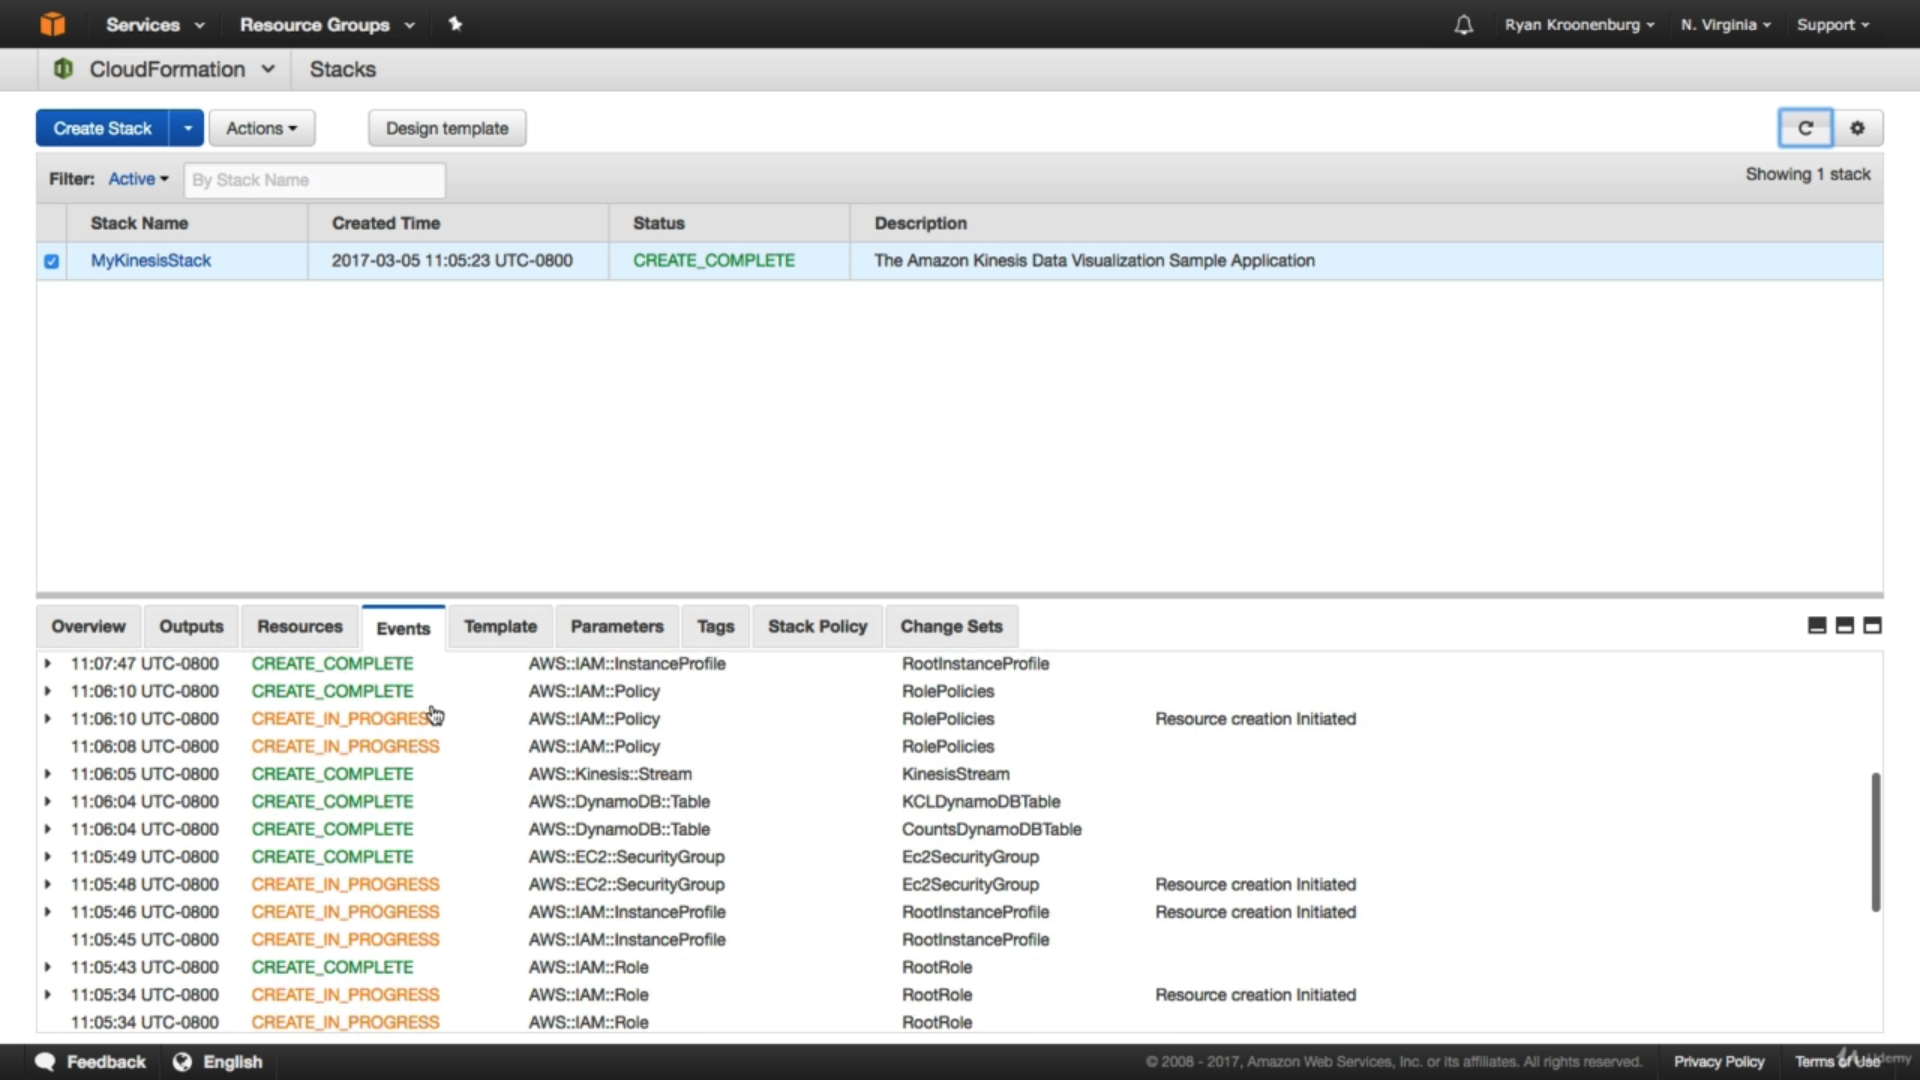 Services Resource Groups Ryan Kroonenburg N. Virginia Support
CloudFormation Stacks
Create Stack Actions Design template
Filter: Active By Stack Name Showing 1 stack
Stack Name Created Time Status Description
MyKinesisStack 2017-03-05 11:05:23 UTC-0800 CREATE_COMPLETE The Amazon Kinesis Data Visualization Sample Application
Overview Outputs Resources Events Template Parameters Tags Stack Policy Change Sets
11:07:47 UTC-0800 CREATE_COMPLETE AWS::IAM::InstanceProfile RootInstanceProfile
11:06:10 UTC-0800 CREATE_COMPLETE AWS::IAM::Policy RolePolicies
11:06:10 UTC-0800 CREATE_IN_PROGRESS AWS::IAM::Policy RolePolicies Resource creation Initiated
11:06:08 UTC-0800 CREATE_IN_PROGRESS AWS::IAM::Policy RolePolicies
11:06:05 UTC-0800 CREATE_COMPLETE AWS::Kinesis::Stream KinesisStream
11:06:04 UTC-0800 CREATE_COMPLETE AWS::DynamoDB::Table KCLDynamoDBTable
11:06:04 UTC-0800 CREATE_COMPLETE AWS::DynamoDB::Table CountsDynamoDBTable
11:05:49 UTC-0800 CREATE_COMPLETE AWS::EC2::SecurityGroup Ec2SecurityGroup
11:05:48 UTC-0800 CREATE_IN_PROGRESS AWS::EC2::SecurityGroup Ec2SecurityGroup Resource creation Initiated
11:05:46 UTC-0800 CREATE_IN_PROGRESS AWS::IAM::InstanceProfile RootInstanceProfile Resource creation Initiated
11:05:45 UTC-0800 CREATE_IN_PROGRESS AWS::IAM::InstanceProfile RootInstanceProfile
11:05:43 UTC-0800 CREATE_COMPLETE AWS::IAM::Role RootRole
11:05:34 UTC-0800 CREATE_IN_PROGRESS AWS::IAM::Role RootRole Resource creation Initiated
11:05:34 UTC-0800 CREATE_IN_PROGRESS AWS::IAM::Role RootRole
Feedback English © 2008 - 2017, Amazon Web Services, Inc. or its affiliates. All rights reserved. Privacy Policy Terms of Use Udemy